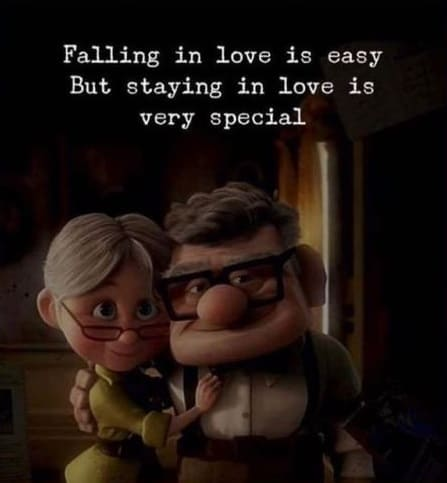 Falling in love is easy
But staying in love is
very special